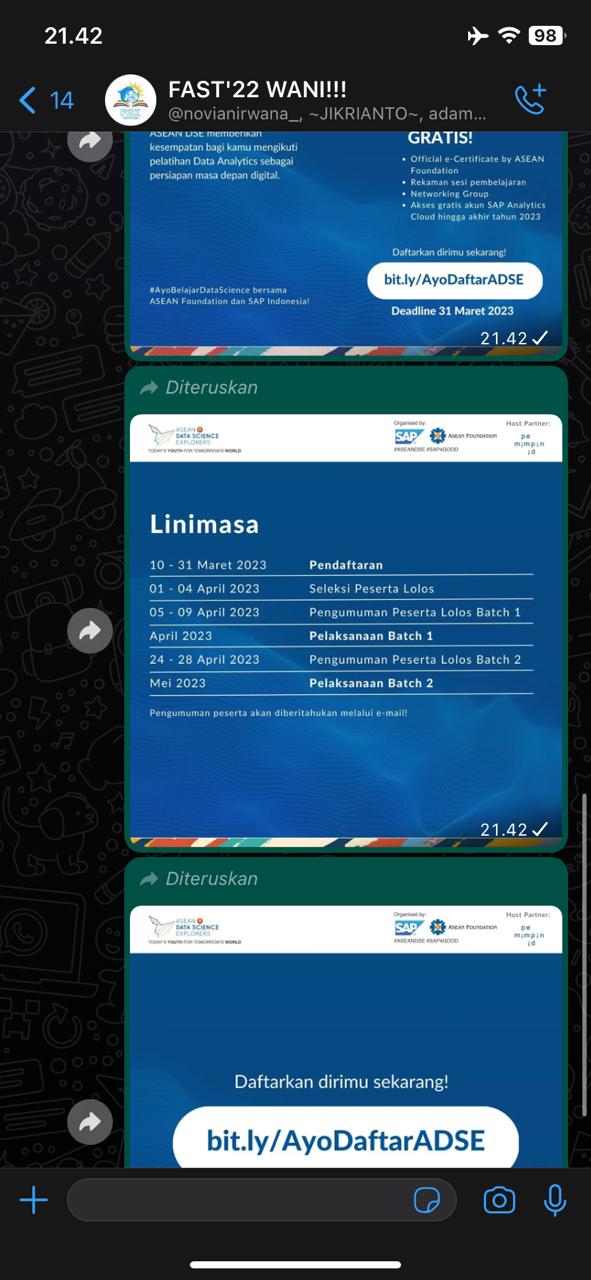 21.42
98
14
FAST'22 WANI!!!
@novianirwana_, ~JIKRIANTO~, adam...
ASEAN DSE memberikan
kesempatan bagi kamu mengikuti
pelatihan Data Analytics sebagai
persiapan masa depan digital.
GRATIS!
• Official e-Certificate by ASEAN
Foundation
• Rekaman sesi pembelajaran
• Networking Group
• Akses gratis akun SAP Analytics
Cloud hingga akhir tahun 2023
Daftarkan dirimu sekarang!
bit.ly/AyoDaftarADSE
Deadline 31 Maret 2023
#AyoBelajarDataScience bersama
ASEAN Foundation dan SAP Indonesia!
21.42
Diteruskan
ASEAN
DATA SCIENCE
EXPLORERS
TODAY'S YOUTH FOR TOMORROW'S WORLD
Organised by:
SAP
ASEAN FOUNDATION
#ASEANDSE #SAP4GOOD
Host Partner:
pe
mimpin
id
Linimasa
10 - 31 Maret 2023 Pendaftaran
01 - 04 April 2023 Seleksi Peserta Lolos
05 - 09 April 2023 Pengumuman Peserta Lolos Batch 1
April 2023 Pelaksanaan Batch 1
24 - 28 April 2023 Pengumuman Peserta Lolos Batch 2
Mei 2023 Pelaksanaan Batch 2
Pengumuman peserta akan diberitahukan melalui e-mail!
21.42
Diteruskan
ASEAN
DATA SCIENCE
EXPLORERS
TODAY'S YOUTH FOR TOMORROW'S WORLD
Organised by:
SAP
ASEAN FOUNDATION
#ASEANDSE #SAP4GOOD
Host Partner:
pe
mimpin
id
Daftarkan dirimu sekarang!
bit.ly/AyoDaftarADSE